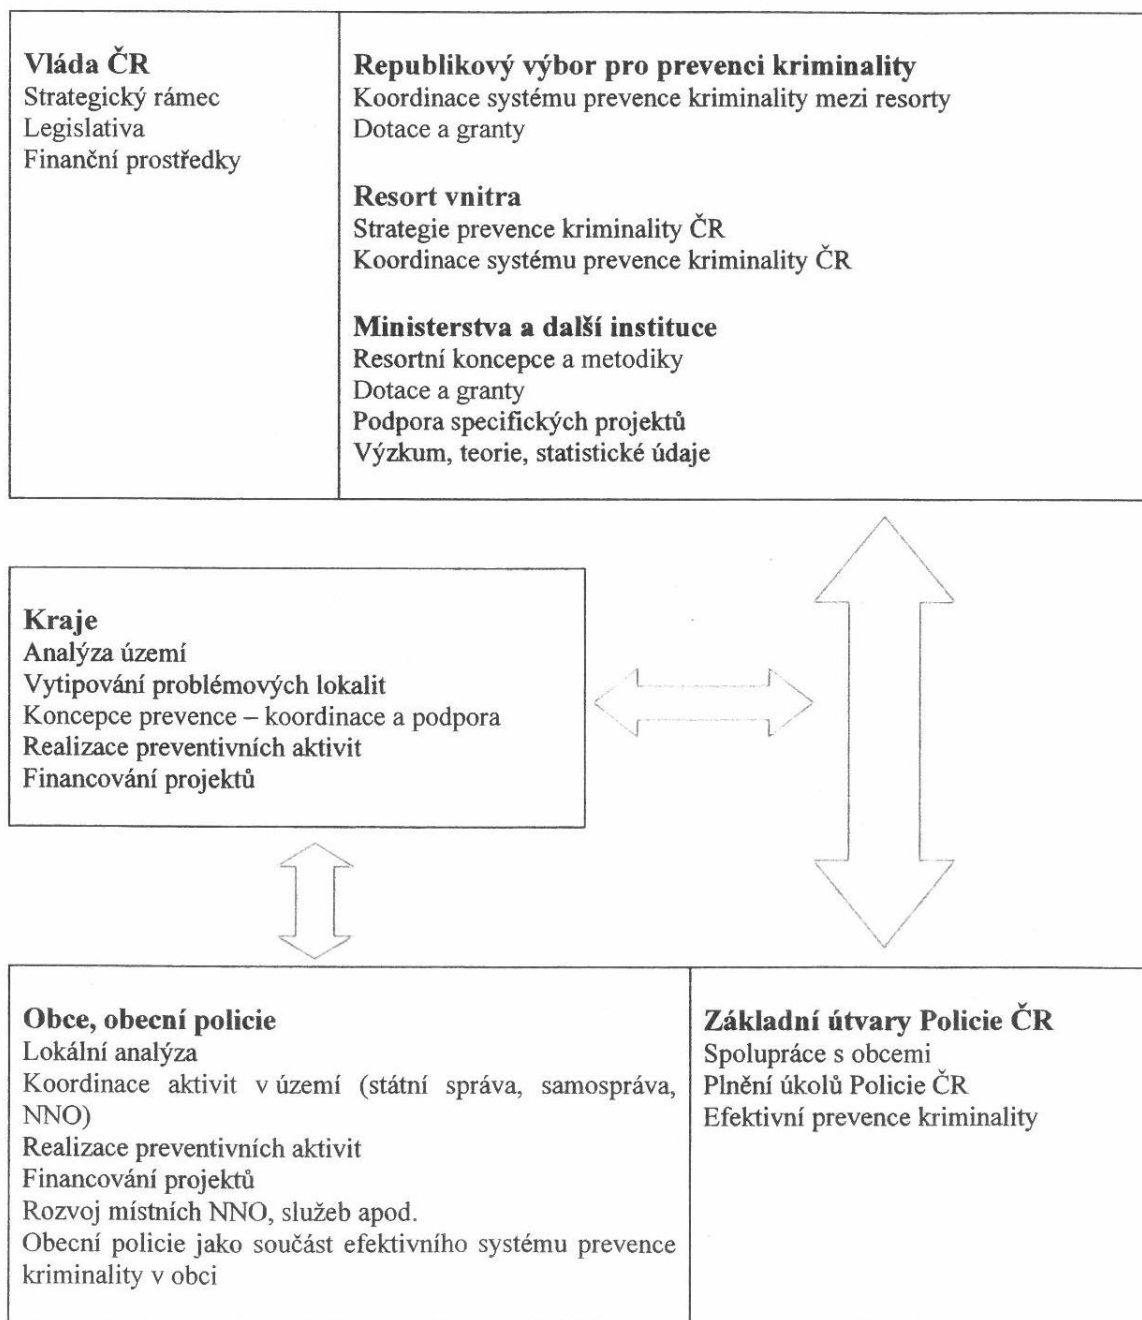 Vláda ČR
Strategický rámec
Legislativa
Finanční prostředky
Republikový výbor pro prevenci kriminality
Koordinace systému prevence kriminality mezi resorty
Dotace a granty
Resort vnitra
Strategie prevence kriminality ČR
Koordinace systému prevence kriminality ČR
Ministerstva a další instituce
Resortní koncepce a metodiky
Dotace a granty
Podpora specifických projektů
Výzkum, teorie, statistické údaje
Kraje
Analýza území
Vytipování problémových lokalit
Koncepce prevence – koordinace a podpora
Realizace preventivních aktivit
Financování projektů
Obce, obecní policie
Lokální analýza
Koordinace aktivit v území (státní správa, samospráva,
NNO)
Realizace preventivních aktivit
Financování projektů
Rozvoj místních NNO, služeb apod.
Obecní policie jako součást efektivního systému prevence
kriminality v obci
Základní útvary Policie ČR
Spolupráce s obcemi
Plnění úkolů Policie ČR
Efektivní prevence kriminality